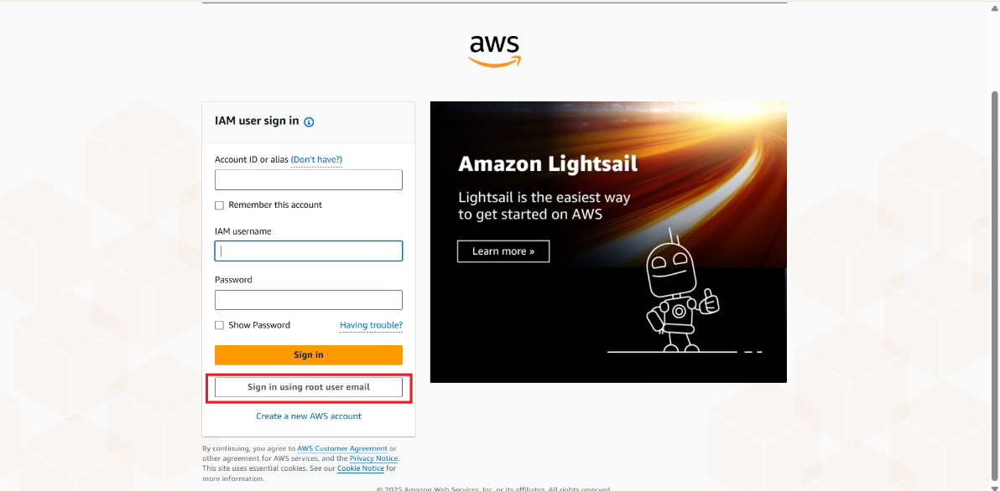 aws
IAM user sign in
Account ID or alias (Don't have?)
Remember this account
IAM username
Password
Show Password Having trouble?
Sign in
Sign in using root user email
Create a new AWS account
By continuing, you agree to AWS Customer Agreement or
other agreement for AWS services, and the Privacy Notice.
This site uses essential cookies. See our Cookie Notice for
more information.
Amazon Lightsail
Lightsail is the easiest way
to get started on AWS
Learn more »
© 2025 Amazon Web Services, Inc. or its affiliates. All rights reserved.